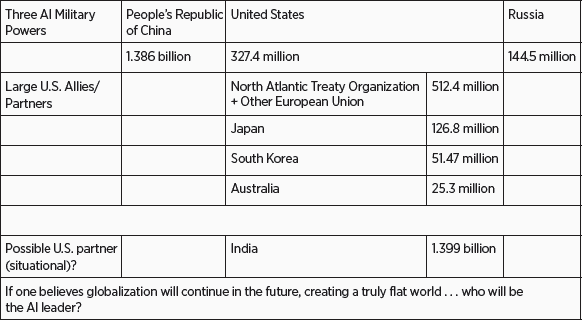 Three AI Military Powers People's Republic of China United States Russia
1.386 billion 327.4 million 144.5 million
Large U.S. Allies/ Partners North Atlantic Treaty Organization + Other European Union 512.4 million
Japan 126.8 million
South Korea 51.47 million
Australia 25.3 million
Possible U.S. partner (situational)? India 1.399 billion
If one believes globalization will continue in the future, creating a truly flat world . . . who will be
the AI leader?